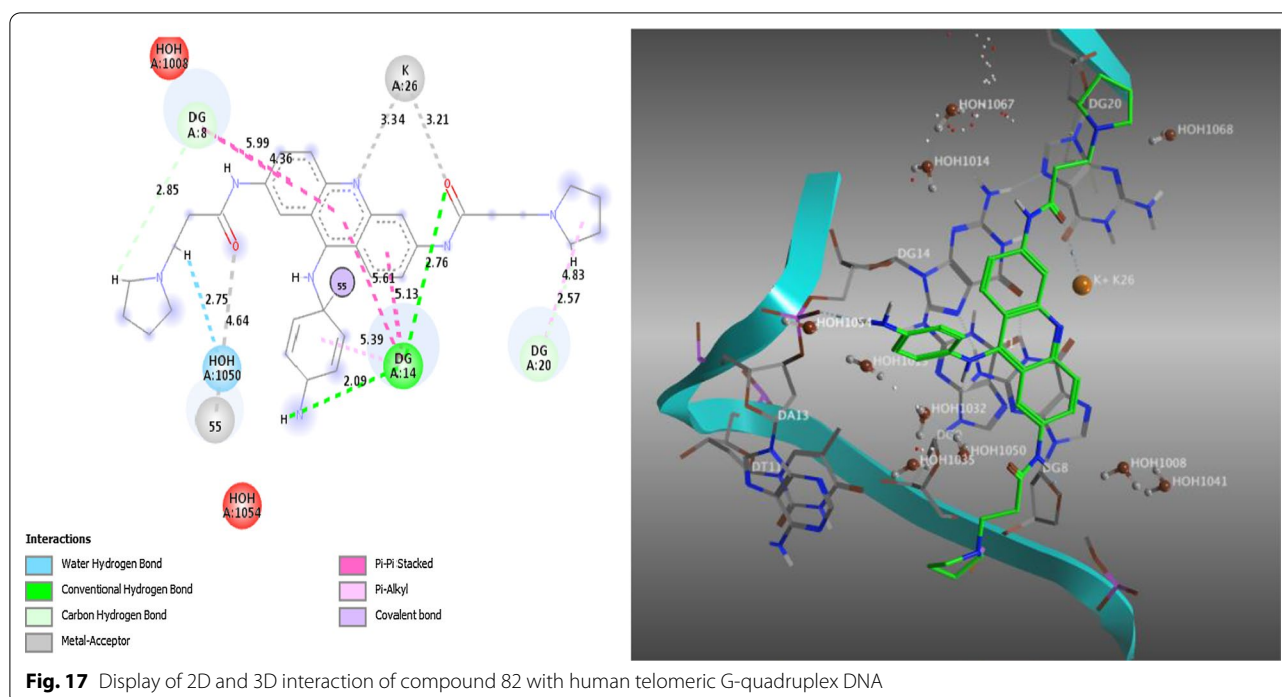 HOH
A:1008
DG
A:8
K
A:26
5.99
4.36
3.34
3.21
2.85
H
N
N
O
N
O
N
N
H
H
H
N
H
N
2.76
5.61
5.13
H
4.83
2.57
2.75
4.64
55
5.39
HOH
A:1050
DG
A:14
DG
A:20
2.09
H
N
55
HOH
A:1054
Interactions
Water Hydrogen Bond
Conventional Hydrogen Bond
Carbon Hydrogen Bond
Metal-Acceptor
Pi-Pi Stacked
Pi-Alkyl
Covalent bond
HOH1067
DG20
HOH1068
HOH1014
DG14
K+ K26
HOH1054
HOH1032
DA13
HOH1050
HOH1035
DG8
HOH1008
HOH1041
Fig. 17 Display of 2D and 3D interaction of compound 82 with human telomeric G-quadruplex DNA